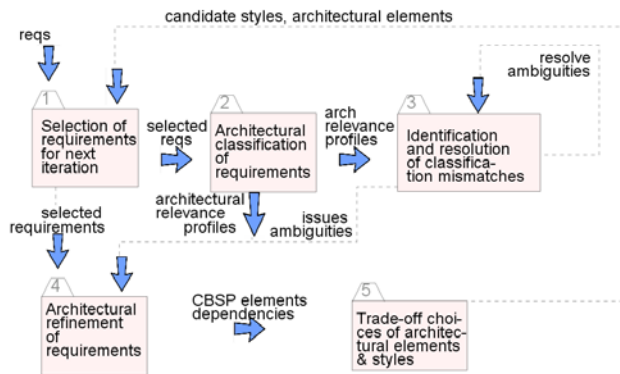 candidate styles, architectural elements
reqs
resolve
ambiguities
1
Selection of
requirements
for next
iteration
selected
reqs
2
Architectural
classification
of
requirements
arch
relevance
profiles
3
Identification
and resolution
of classifica-
tion mismatches
selected
requirements
architectural
relevance
profiles
issues
ambiguities
4
Architectural
refinement
of
requirements
CBSP elements
dependencies
5
Trade-off choi-
ces of architec-
tural elements
& styles